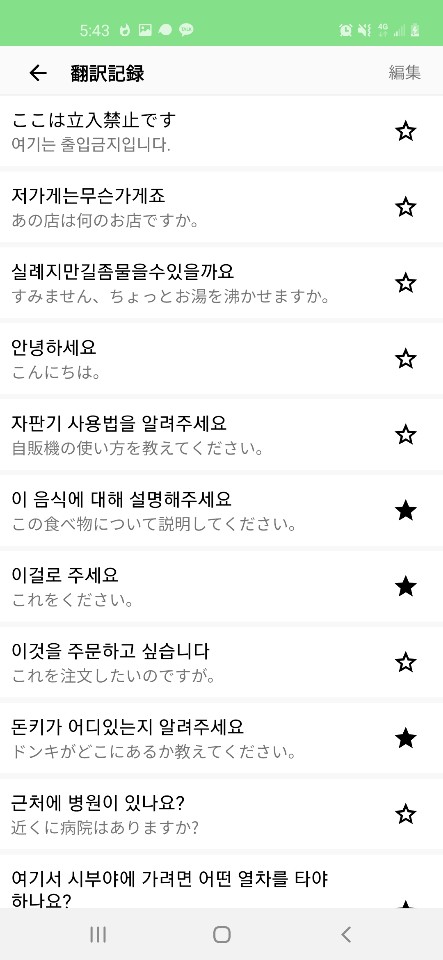 5:43
4G
翻訳記録
編集
ここは立入禁止です
여기는 출입금지입니다.
저가게는무슨가게죠
あの店は何のお店ですか。
실례지만길좀물을수있을까요
すみません、ちょっとお湯を沸かせますか。
안녕하세요
こんにちは。
자판기 사용법을 알려주세요
自販機の使い方を教えてください。
이 음식에 대해 설명해주세요
この食べ物について説明してください。
이걸로 주세요
これをください。
이것을 주문하고 싶습니다
これを注文したいのですが。
돈키가 어디있는지 알려주세요
ドンキがどこにあるか教えてください。
근처에 병원이 있나요?
近くに病院はありますか?
여기서 시부야에 가려면 어떤 열차를 타야
하나요?